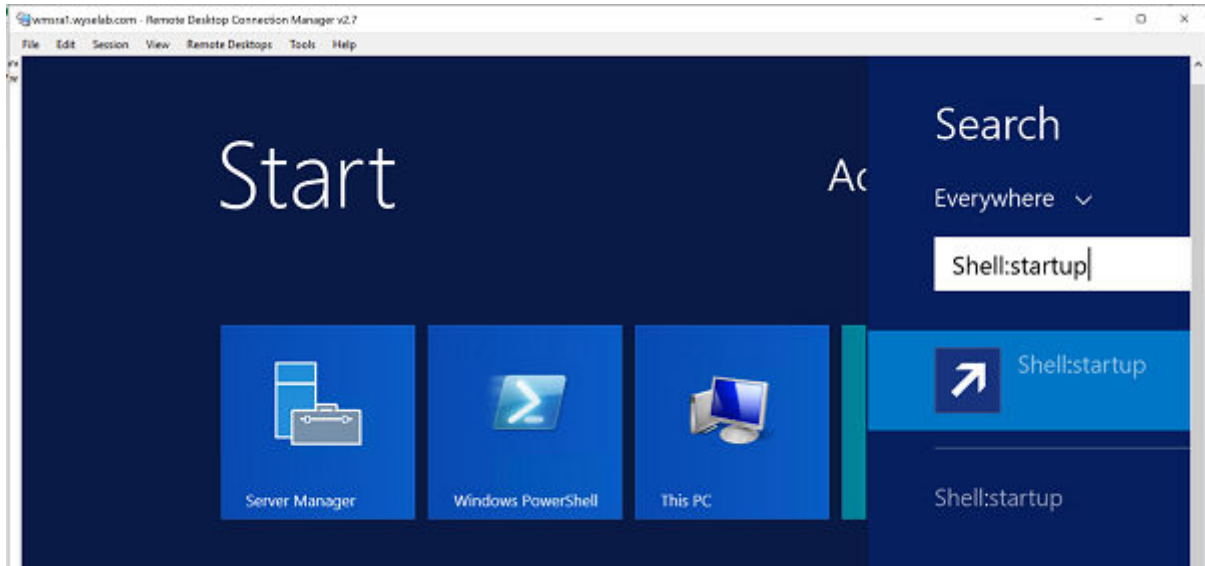 wmsra1.wyselab.com - Remote Desktop Connection Manager v2.7
File Edit Session View Remote Desktops Tools Help
Start
Ac
Search
Everywhere
Shell:startup
Shell:startup
Server Manager
Windows PowerShell
This PC
Shell:startup